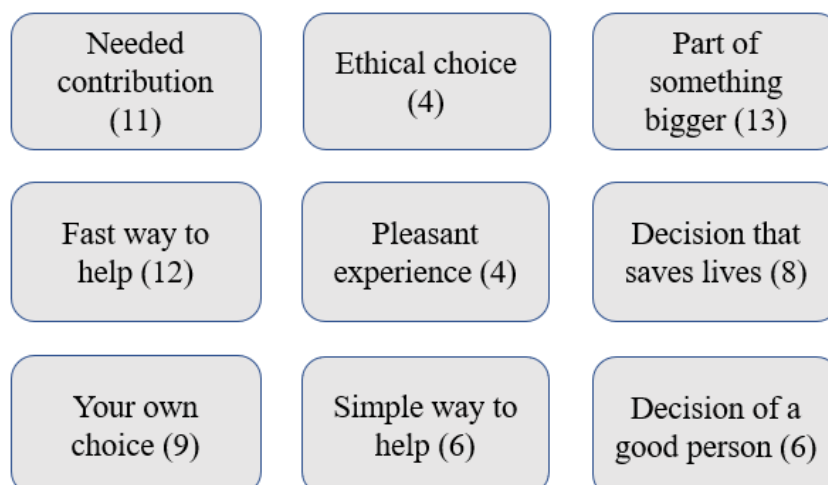 Needed
contribution
(11)
Ethical choice
(4)
Part of
something
bigger (13)
Fast way to
help (12)
Pleasant
experience (4)
Decision that
saves lives (8)
Your own
choice (9)
Simple way to
help (6)
Decision of a
good person (6)